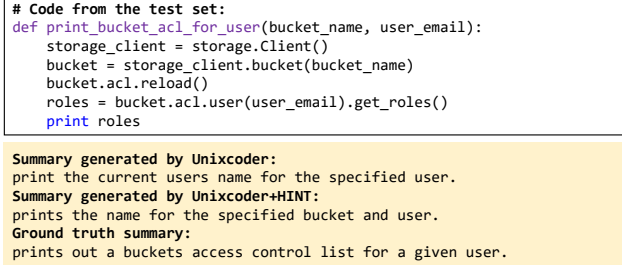 # Code from the test set:
def print_bucket_acl_for_user(bucket_name, user_email):
    storage_client = storage.Client()
    bucket = storage_client.bucket(bucket_name)
    bucket.acl.reload()
    roles = bucket.acl.user(user_email).get_roles()
    print roles
Summary generated by Unixcoder:
print the current users name for the specified user.
Summary generated by Unixcoder+HINT:
prints the name for the specified bucket and user.
Ground truth summary:
prints out a buckets access control list for a given user.